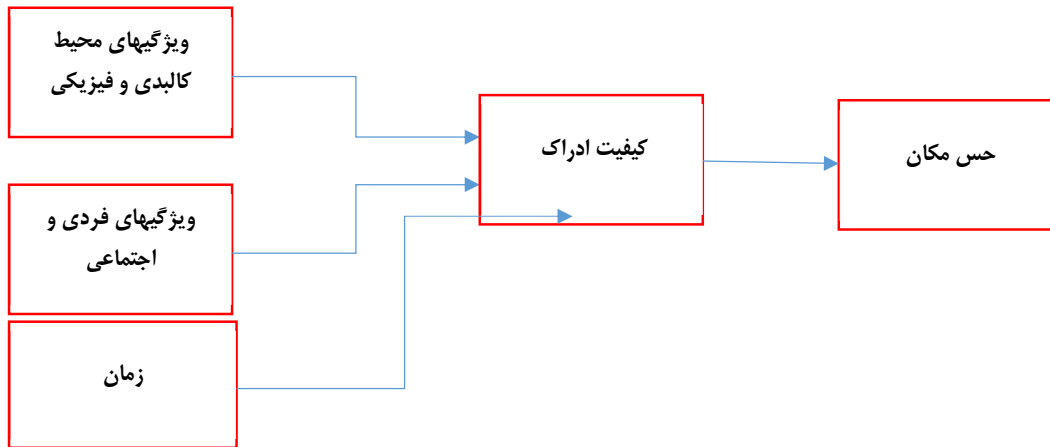 ویژگیهای محیط
کالبدی و فیزیکی
کیفیت ادراک
حس مکان
ویژگیهای فردی و
اجتماعی
زمان